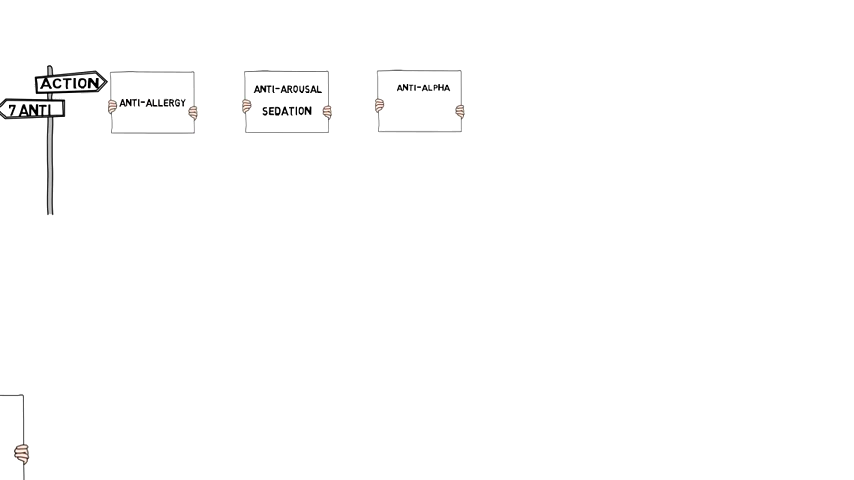 ACTION
7 ANTI
ANTI-ALLERGY
ANTI-AROUSAL
SEDATION
ANTI-ALPHA